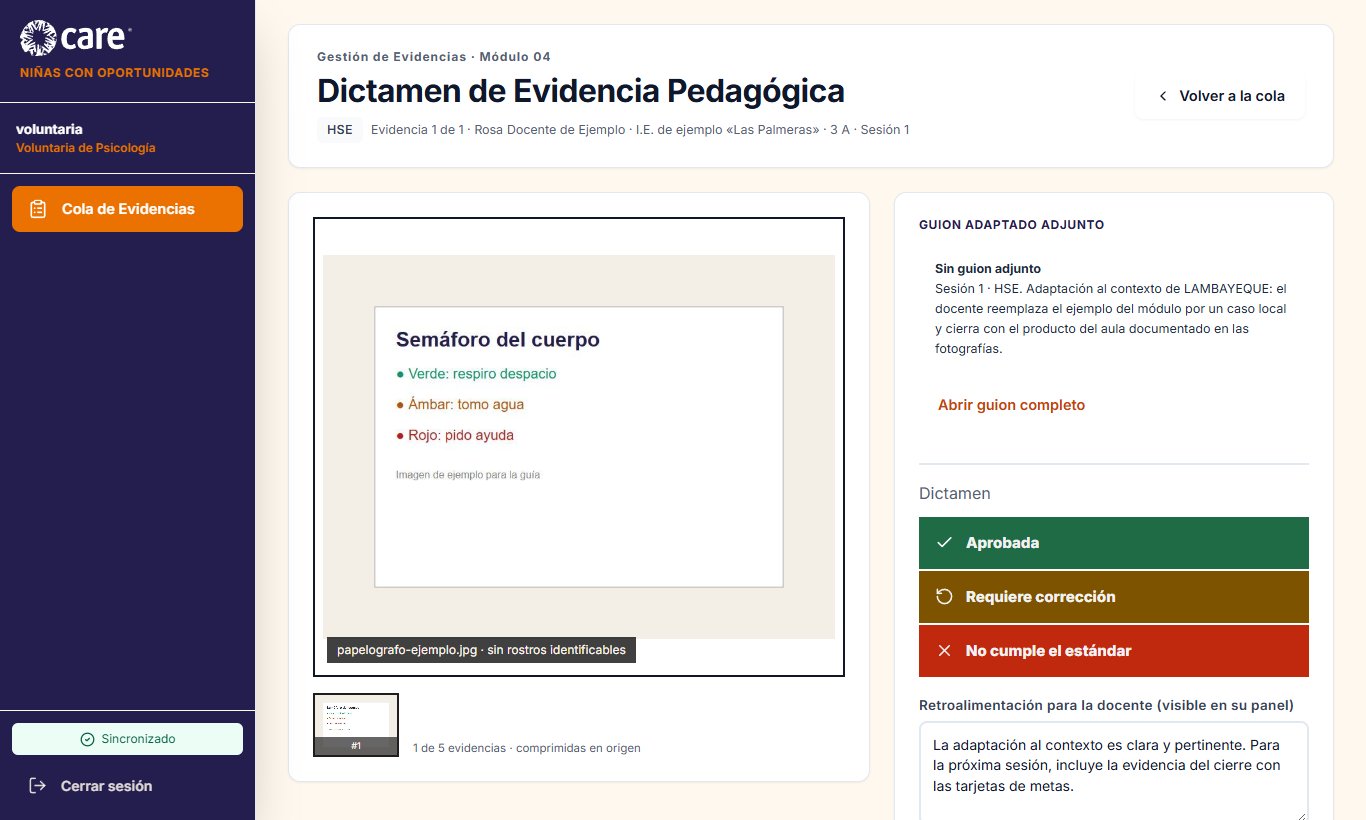 care
NIÑAS CON OPORTUNIDADES
voluntaria
Voluntaria de Psicología
Cola de Evidencias
Sincronizado
Cerrar sesión
Gestión de Evidencias · Módulo 04
Dictamen de Evidencia Pedagógica
HSE Evidencia 1 de 1 · Rosa Docente de Ejemplo · I.E. de ejemplo «Las Palmeras» · 3 A · Sesión 1
Volver a la cola
Semáforo del cuerpo
● Verde: respiro despacio
● Ámbar: tomo agua
● Rojo: pido ayuda
Imagen de ejemplo para la guía
papelografo-ejemplo.jpg · sin rostros identificables
#1
1 de 5 evidencias · comprimidas en origen
GUION ADAPTADO ADJUNTO
Sin guion adjunto
Sesión 1 · HSE. Adaptación al contexto de LAMBAYEQUE: el
docente reemplaza el ejemplo del módulo por un caso local
y cierra con el producto del aula documentado en las
fotografías.
Abrir guion completo
Dictamen
Aprobada
Requiere corrección
No cumple el estándar
Retroalimentación para la docente (visible en su panel)
La adaptación al contexto es clara y pertinente. Para
la próxima sesión, incluye la evidencia del cierre con
las tarjetas de metas.